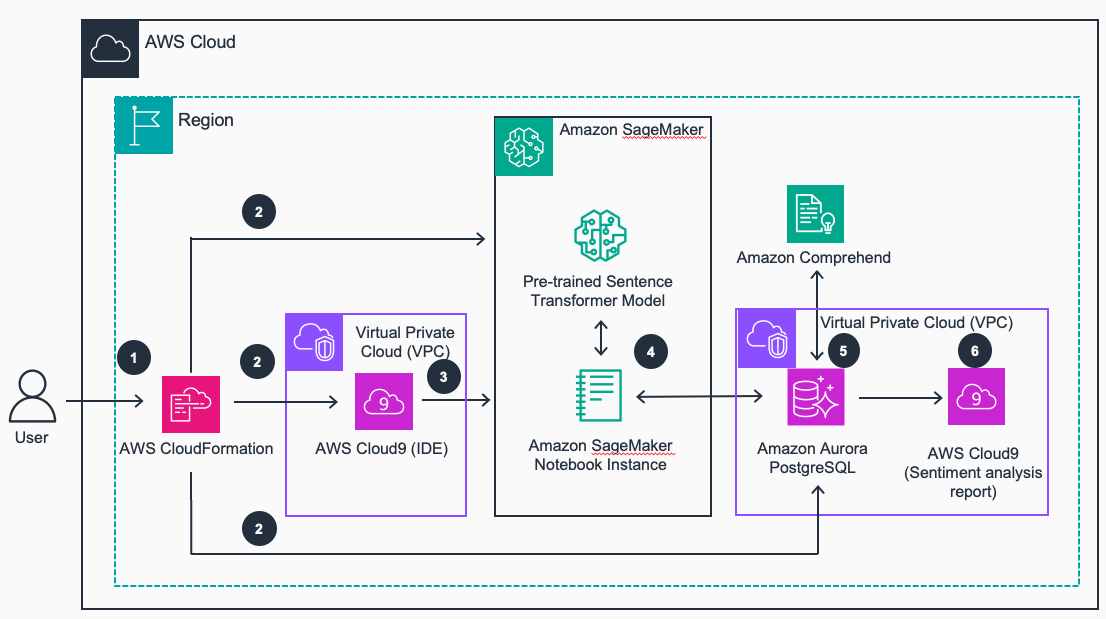 AWS Cloud
Region
Amazon SageMaker
2
Pre-trained Sentence
Transformer Model
Amazon Comprehend
Virtual Private
Cloud (VPC)
Virtual Private Cloud (VPC)
1
2
3
4
5
6
9
9
User
AWS CloudFormation
AWS Cloud9 (IDE)
Amazon SageMaker
Notebook Instance
Amazon Aurora
PostgreSQL
AWS Cloud9
(Sentiment analysis
report)
2